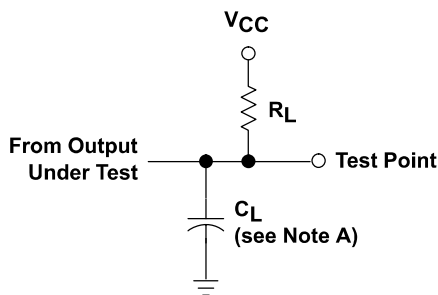 VCC
RL
From Output
Under Test
Test Point
CL
(see Note A)